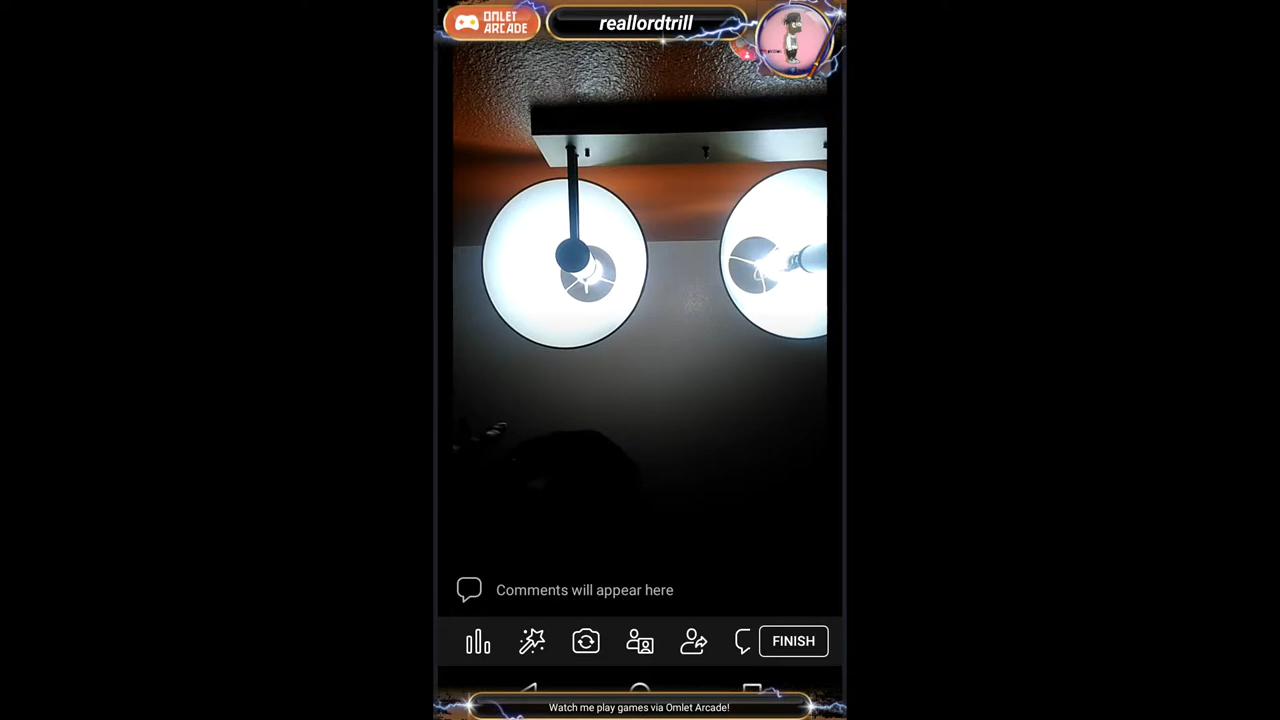 OMLET
ARCADE
reallordtrill
Comments will appear here
FINISH
Watch me play games via Omlet Arcade!